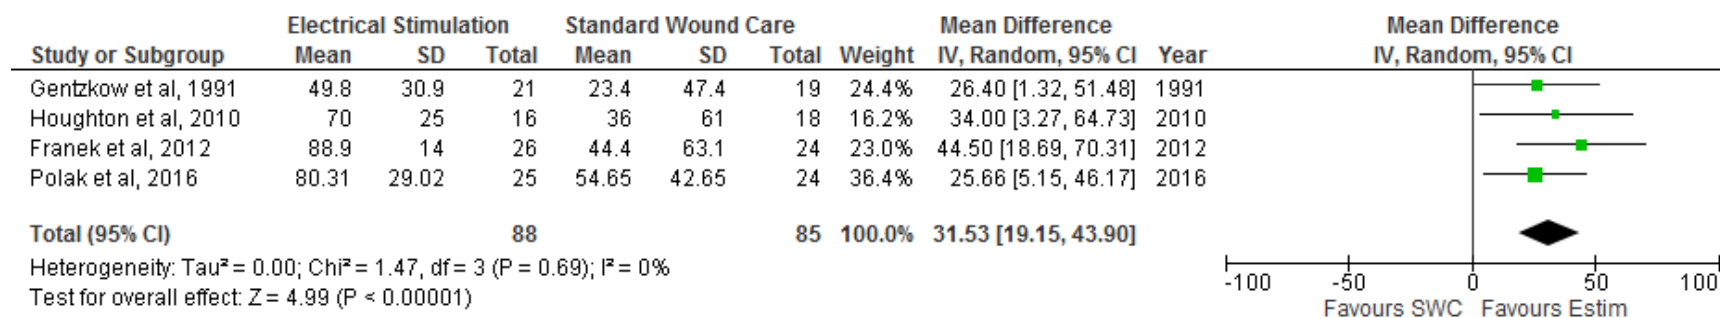 Electrical Stimulation Standard Wound Care Mean Difference Mean Difference
Study or Subgroup Mean SD Total Mean SD Total Weight IV, Random, 95% CI Year IV, Random, 95% CI
Gentzkow et al, 1991 49.8 30.9 21 23.4 47.4 19 24.4% 26.40 [1.32, 51.48] 1991
Houghton et al, 2010 70 25 16 36 61 18 16.2% 34.00 [3.27, 64.73] 2010
Franek et al, 2012 88.9 14 26 44.4 63.1 24 23.0% 44.50 [18.69, 70.31] 2012
Polak et al, 2016 80.31 29.02 25 54.65 42.65 24 36.4% 25.66 [5.15, 46.17] 2016
Total (95% CI) 88 85 100.0% 31.53 [19.15, 43.90]
Heterogeneity: Tau² = 0.00; Chi² = 1.47, df = 3 (P = 0.69); I² = 0%
Test for overall effect: Z = 4.99 (P < 0.00001)
-100 -50 0 50 100
Favours SWC Favours Estim